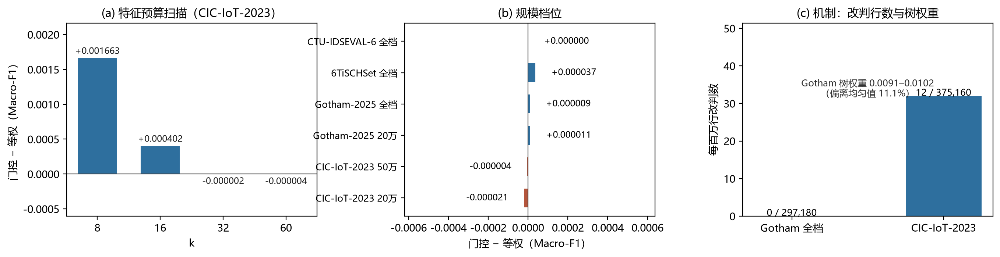 (a) 特征预算扫描（CIC-IoT-2023）
门控 − 等权（Macro-F1）
0.0020
0.0015
0.0010
0.0005
0.0000
-0.0005
+0.001663
+0.000402
-0.000002
-0.000004
8
16
32
60
k
(b) 规模档位
CTU-IDSEVAL-6 全档
+0.000000
6TiSCHSet 全档
+0.000037
Gotham-2025 全档
+0.000009
Gotham-2025 20万
+0.000011
CIC-IoT-2023 50万
-0.000004
CIC-IoT-2023 20万
-0.000021
-0.0006
-0.0004
-0.0002
0.0000
0.0002
0.0004
0.0006
门控 − 等权（Macro-F1）
(c) 机制：改判行数与树权重
每百万行改判数
50
40
30
20
10
0
Gotham 树权重 0.0091–0.0102
（偏离均匀值 11.1%）
12 / 375,160
0 / 297,180
Gotham 全档
CIC-IoT-2023